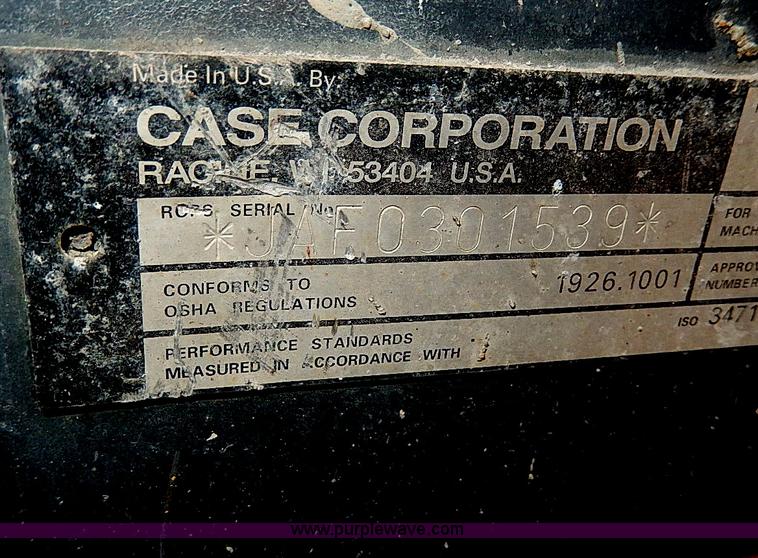 Made In U.S.A. By:
CASE CORPORATION
RACINE, WI 53404 U.S.A.
ROPS SERIAL No.
*JAF0301539*
FOR
MACH
CONFORMS TO
OSHA REGULATIONS
1926.1001
APPROV
NUMBER
PERFORMANCE STANDARDS
MEASURED IN ACCORDANCE WITH
ISO 3471
www.purplewave.com